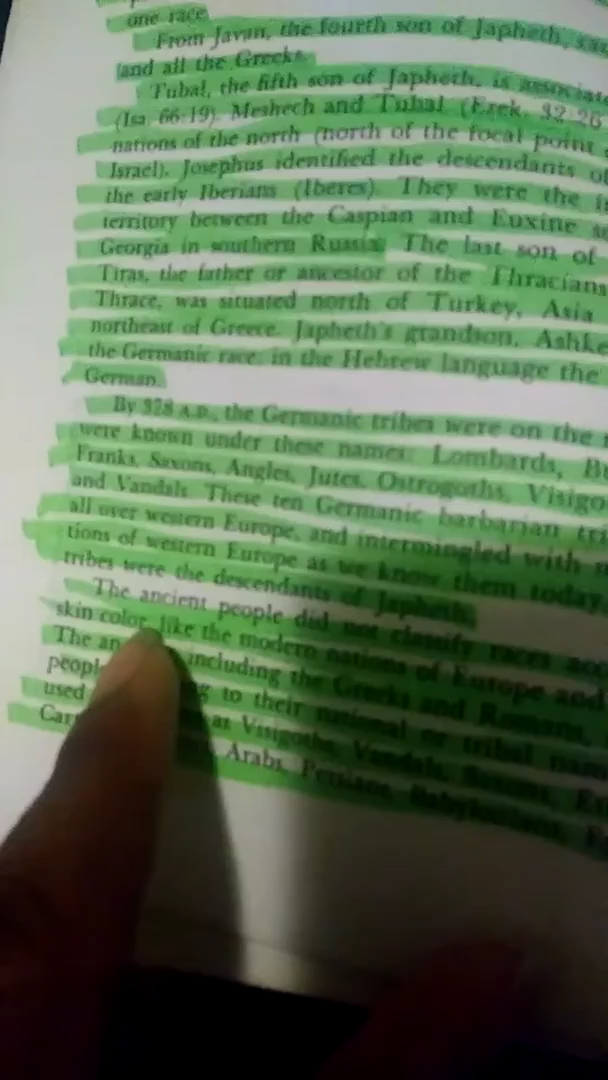 one race.
From Javan, the fourth son of Japheth,
and all the Greeks.
Tubal, the fifth son of Japheth, is
(Isa. 66:19). Meshech and Tubal (Ezek. 32:26
nations of the north (north of the focal point
Israel). Josephus identified the descendants of
the early Iberians (Iberes). They were the
territory between the Caspian and Euxine
Georgia in southern Russia. The last son of
Tiras, the father or ancestor of the Thracians
Thrace, was situated north of Turkey, Asia
northeast of Greece. Japheth's grandson, Ashke
the Germanic race; in the Hebrew language the
German.
By 378 A.D., the Germanic tribes were on the
were known under these names: Lombards, Bu
Franks, Saxons, Angles, Jutes, Ostrogoths, Visigo
and Vandals. These ten Germanic barbarian tri
all over western Europe, and intermingled with
tions of western Europe as we know them today.
tribes were the descendants of Japheth.
The ancient people did not classify races
skin color, like the modern nations of Europe and
The an including the Greeks and Romans,
peopl to their national or tribal
used as Visigoths, Vandals, Saxons,
Car Arabs, Persians, Babylonians,